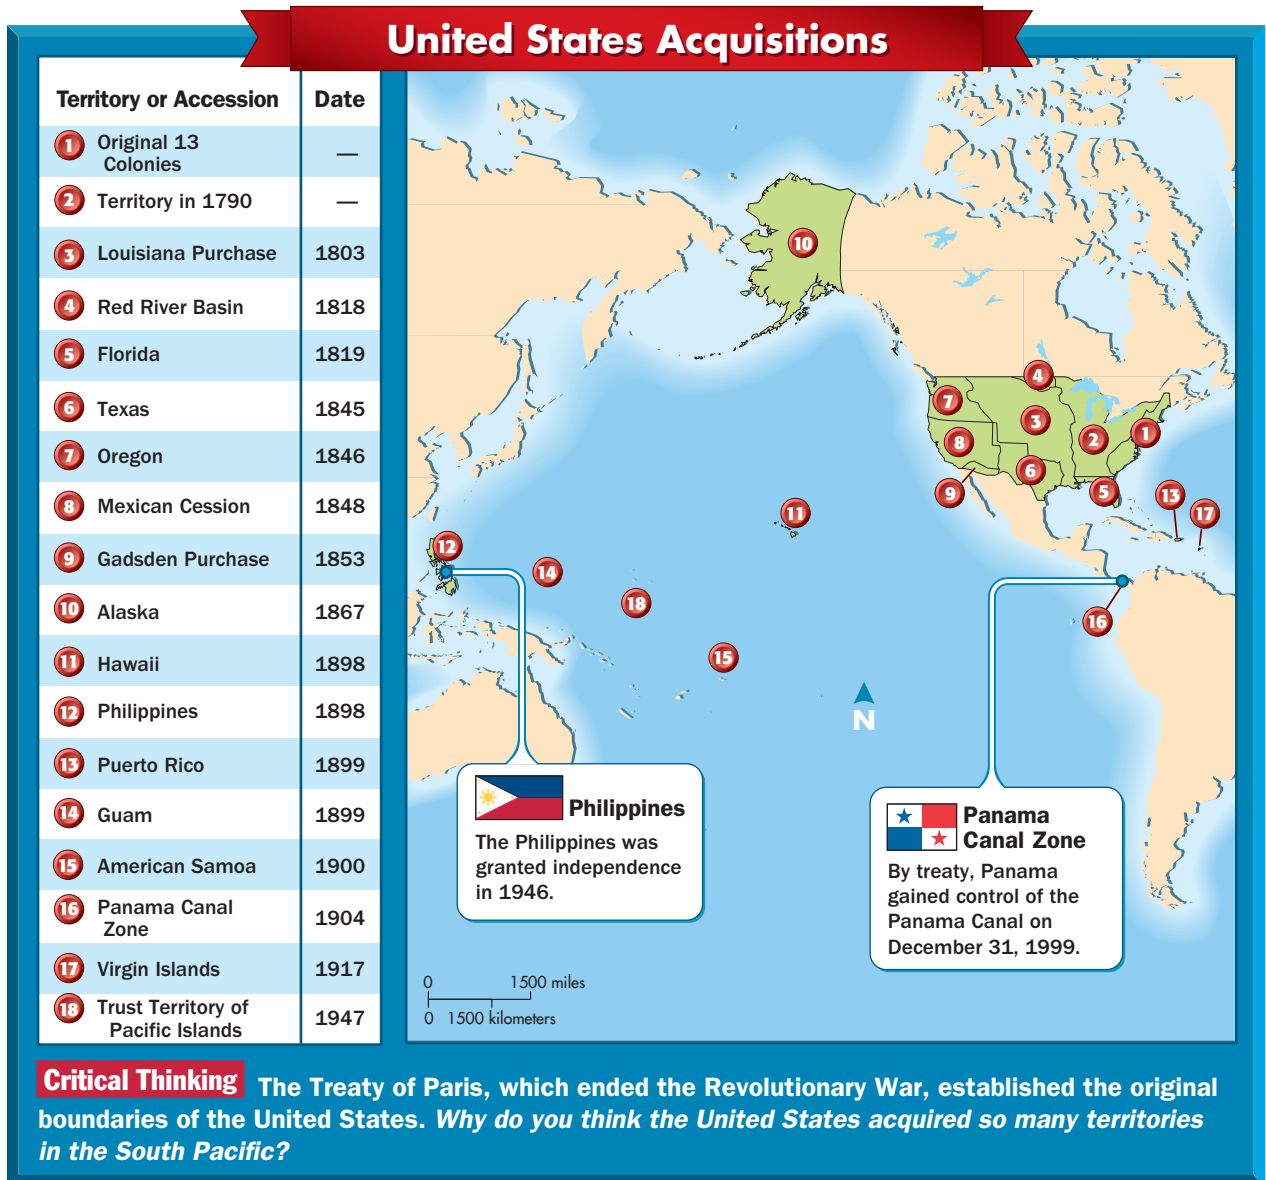 United States Acquisitions
Territory or Accession Date
1 Original 13
Colonies —
2 Territory in 1790 —
3 Louisiana Purchase 1803
4 Red River Basin 1818
5 Florida 1819
6 Texas 1845
7 Oregon 1846
8 Mexican Cession 1848
9 Gadsden Purchase 1853
10 Alaska 1867
11 Hawaii 1898
12 Philippines 1898
13 Puerto Rico 1899
14 Guam 1899
15 American Samoa 1900
16 Panama Canal
Zone 1904
17 Virgin Islands 1917
18 Trust Territory of
Pacific Islands 1947
10
4
7
3
8
2
1
6
9
5
13
17
11
12
14
18
16
15
N
Philippines
The Philippines was
granted independence
in 1946.
Panama
Canal Zone
By treaty, Panama
gained control of the
Panama Canal on
December 31, 1999.
0 1500 miles
0 1500 kilometers
Critical Thinking The Treaty of Paris, which ended the Revolutionary War, established the original
boundaries of the United States. Why do you think the United States acquired so many territories
in the South Pacific?